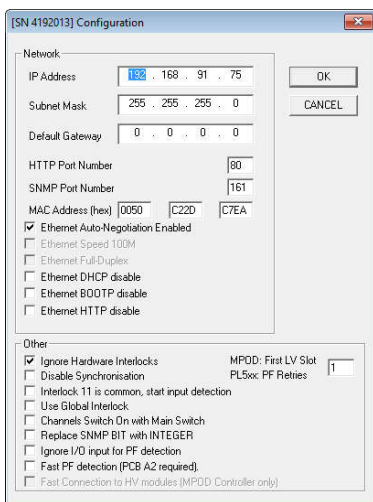 [SN 4192013] Configuration
Network
IP Address 192 . 168 . 91 . 75
OK
Subnet Mask 255 . 255 . 255 . 0
CANCEL
Default Gateway 0 . 0 . 0 . 0
HTTP Port Number 80
SNMP Port Number 161
MAC Address (hex) 0050 C22D C7EA
Ethernet Auto-Negotiation Enabled
Ethernet Speed 100M
Ethernet Full-Duplex
Ethernet DHCP disable
Ethernet BOOTP disable
Ethernet HTTP disable
Other
Ignore Hardware Interlocks
Disable Synchronisation
Interlock 11 is common, start input detection
Use Global Interlock
Channels Switch On with Main Switch
Replace SNMP BIT with INTEGER
Ignore I/O input for PF detection
Fast PF detection (PCB A2 required).
Fast Connection to HV modules (MPOD Controller only)
MPOD: First LV Slot
PL5xx: PF Retries
1